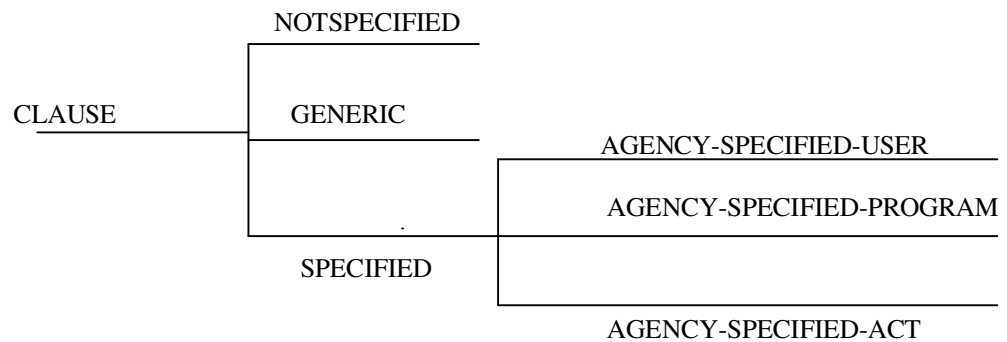 NOTSPECIFIED
CLAUSE
GENERIC
AGENCY-SPECIFIED-USER
AGENCY-SPECIFIED-PROGRAM
SPECIFIED
AGENCY-SPECIFIED-ACT